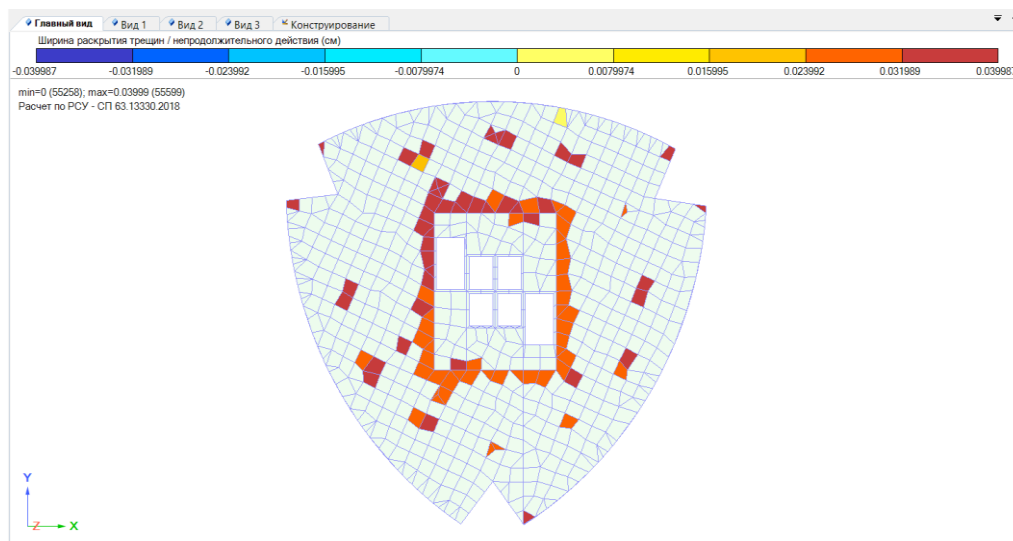 Главный вид Вид 1 Вид 2 Вид 3 Конструирование
Ширина раскрытия трещин / непродолжительного действия (см)
-0.039987 -0.031989 -0.023992 -0.015995 -0.0079974 0 0.0079974 0.015995 0.023992 0.031989 0.039987
min=0 (55258); max=0.03999 (55599)
Расчет по РСУ - СП 63.13330.2018
Y
Z X